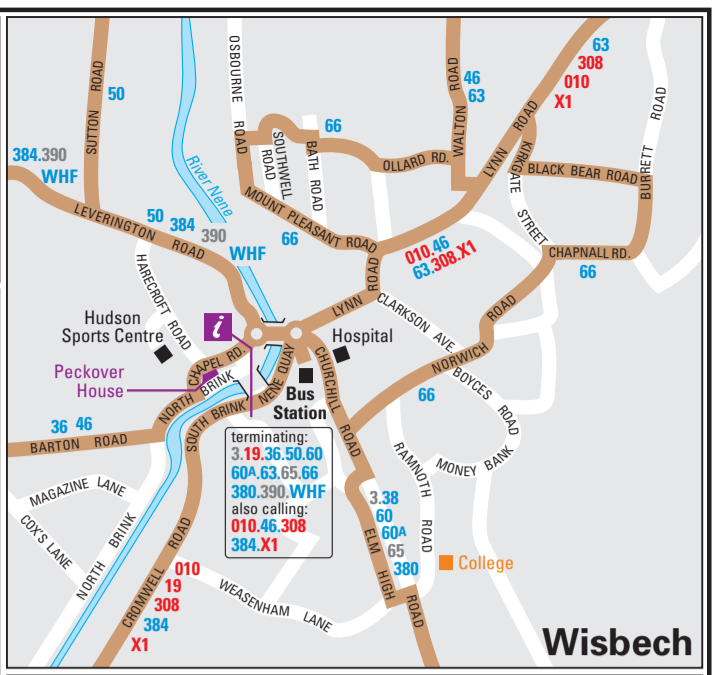 OSBOURNE ROAD
WALTON ROAD
46
63
63
308
010
X1
SUTTON ROAD
50
66
SOUTHWELL ROAD
BATH ROAD
OLLARD RD.
LYNN ROAD
KIRKGATE STREET
BLACK BEAR ROAD
BURRETT ROAD
384.390
WHF
River Nene
LEVERINGTON ROAD
50 384
390
WHF
MOUNT PLEASANT ROAD
66
010.46
63.308.X1
CHAPNALL RD.
66
HARECROFT ROAD
LYNN ROAD
CLARKSON AVE
NORWICH ROAD
i
Hudson
Sports Centre
Hospital
CHAPEL RD.
Peckover
House
NORTH BRINK
SOUTH BRINK
NENE QUAY
CHURCHILL ROAD
Bus
Station
BOYCES ROAD
66
36 46
BARTON ROAD
terminating:
3.19.36.50.60
60A.63.65.66
380.390.WHF
also calling:
010.46.308
384.X1
RAMNOTH ROAD
MONEY BANK
MAGAZINE LANE
COX'S LANE
NORTH BRINK
3.38
60
60A
65
380
ELM HIGH ROAD
College
CROMWELL ROAD
010
19
308
384
X1
WEASENHAM LANE
Wisbech